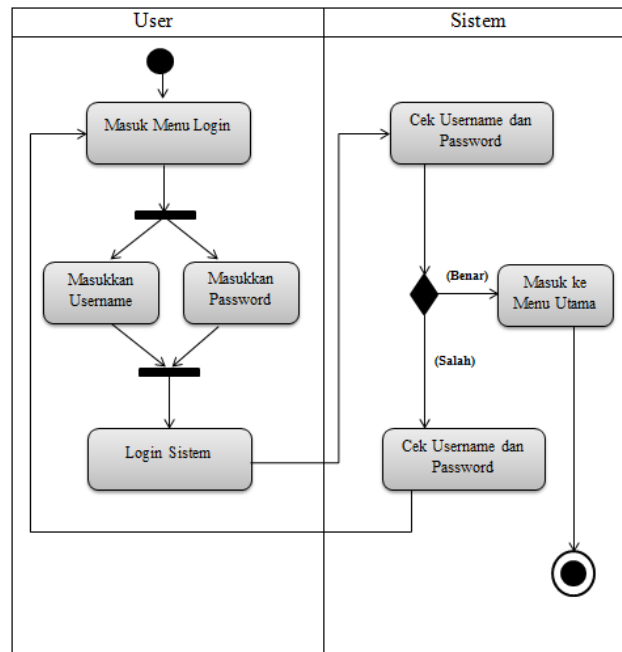 User
Sistem
Masuk Menu Login
Masukkan
Username
Masukkan
Password
Login Sistem
Cek Username dan
Password
(Benar)
Masuk ke
Menu Utama
(Salah)
Cek Username dan
Password